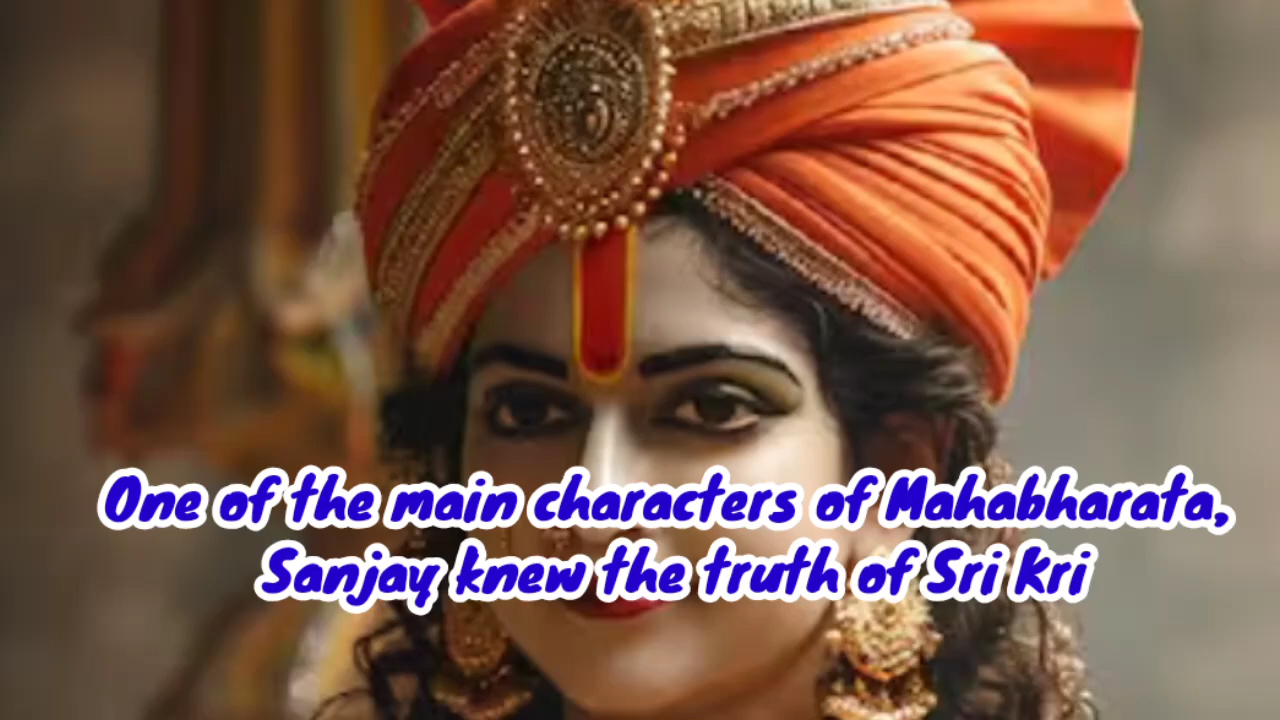 One of the main characters of Mahabharata,
Sanjay knew the truth of Sri Kri